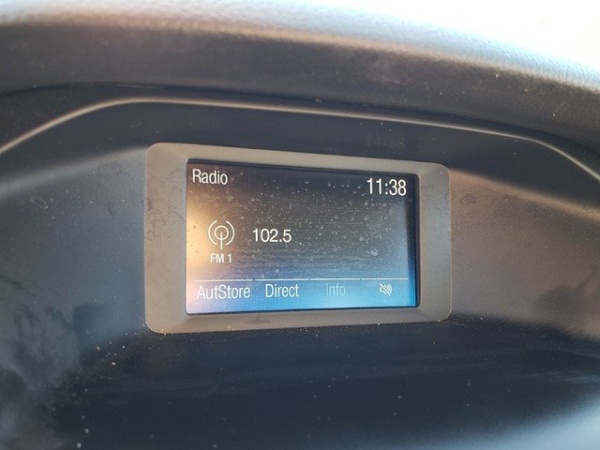 Radio
11:38
102.5
FM 1
AutStore Direct Info